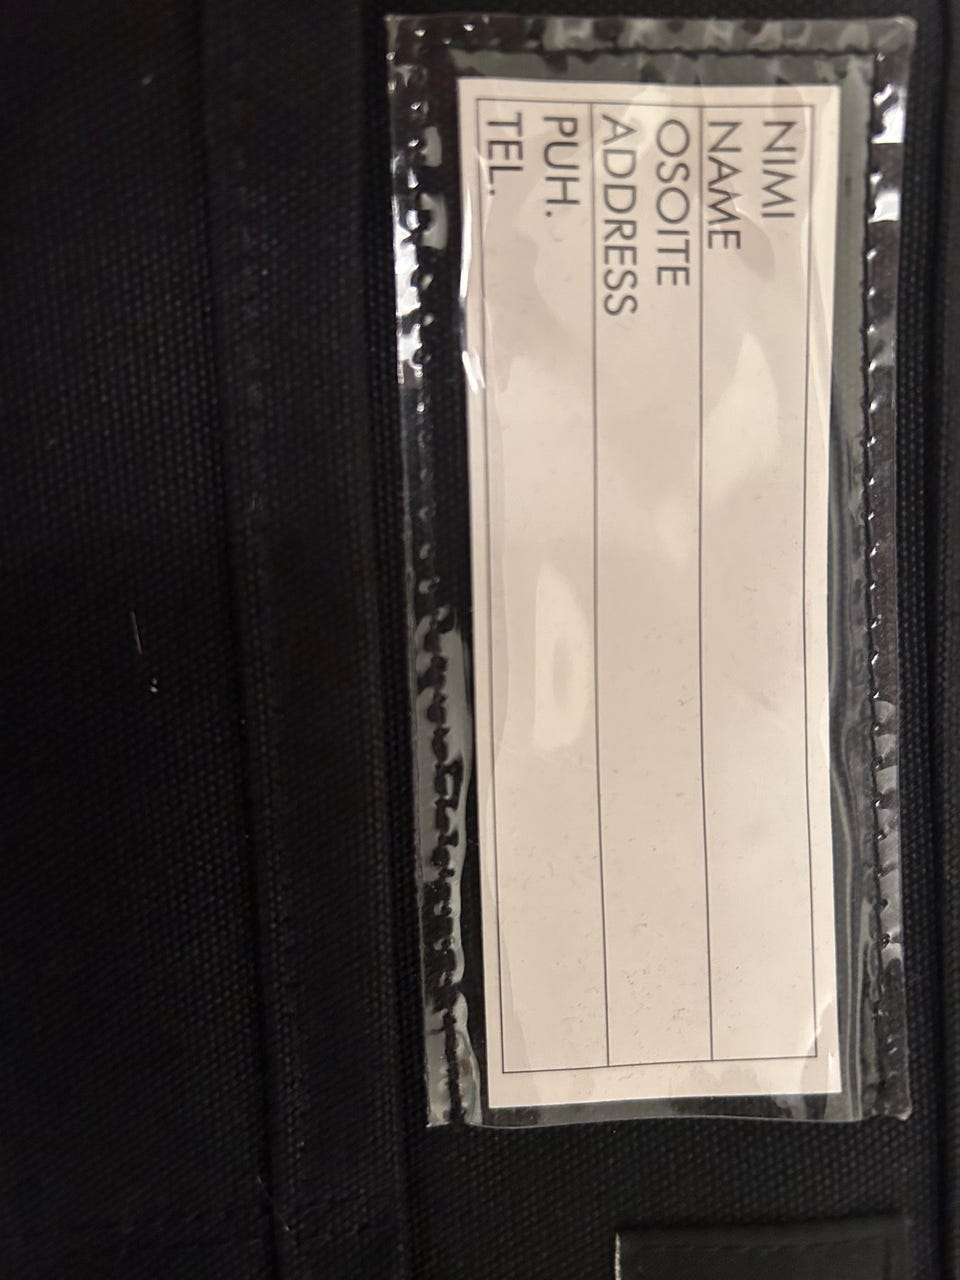 NIMI
NAME
OSOITE
ADDRESS
PUH.
TEL.